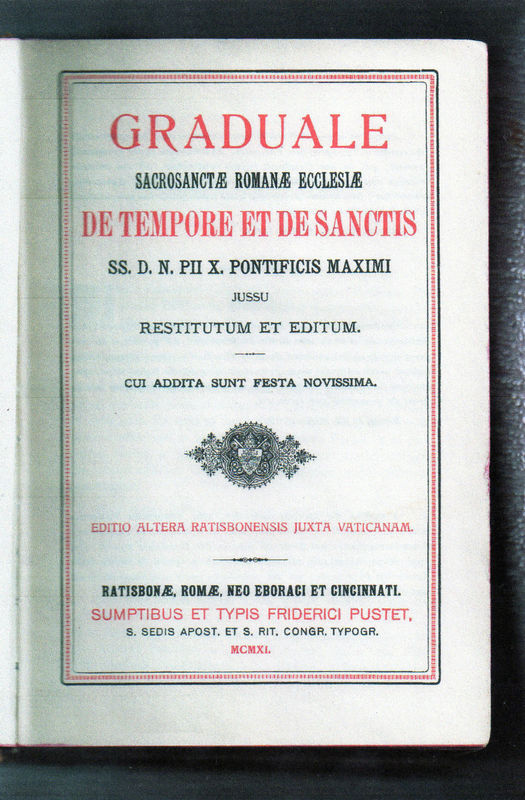 GRADUALE
SACROSANCTÆ ROMANÆ ECCLESIÆ
DE TEMPORE ET DE SANCTIS
SS. D. N. PII X. PONTIFICIS MAXIMI
JUSSU
RESTITUTUM ET EDITUM.
CUI ADDITA SUNT FESTA NOVISSIMA.
EDITIO ALTERA RATISBONENSIS JUXTA VATICANAM.
RATISBONÆ, ROMÆ, NEO EBORACI ET CINCINNATI.
SUMPTIBUS ET TYPIS FRIDERICI PUSTET,
S. SEDIS APOST. ET S. RIT. CONGR. TYPOGR.
MCMXI.